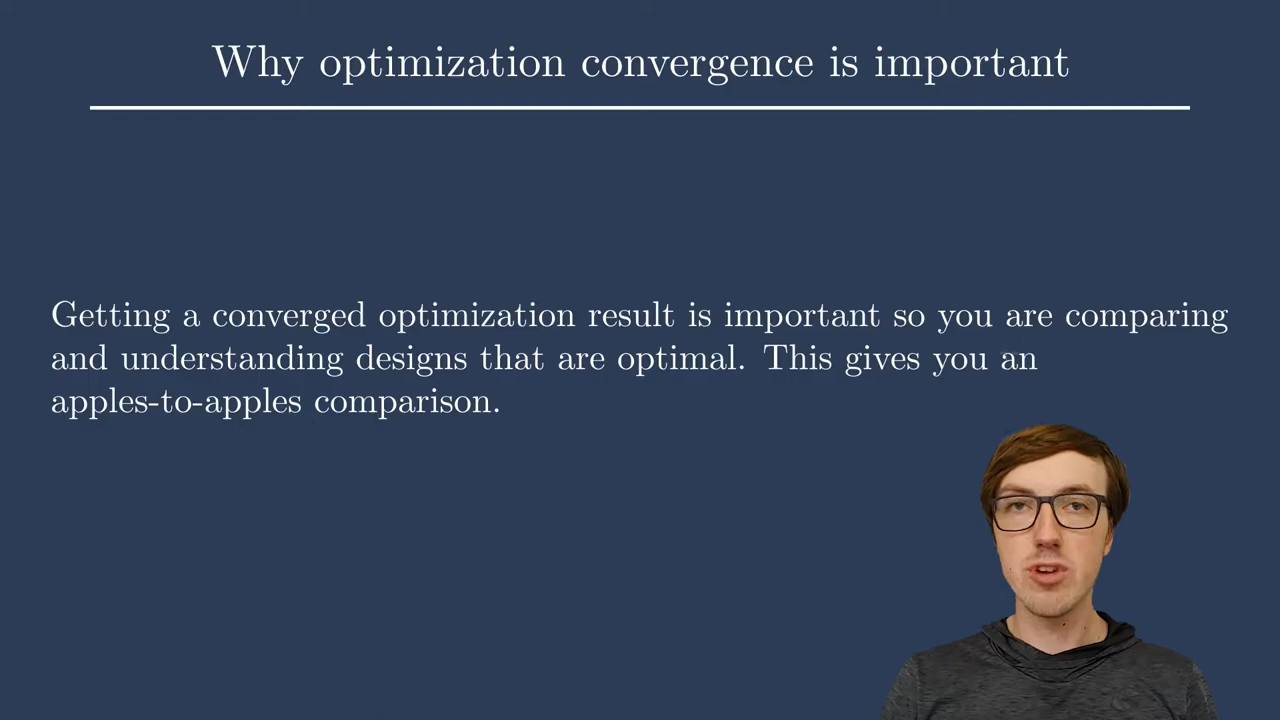 Why optimization convergence is important
Getting a converged optimization result is important so you are comparing
and understanding designs that are optimal. This gives you an
apples-to-apples comparison.